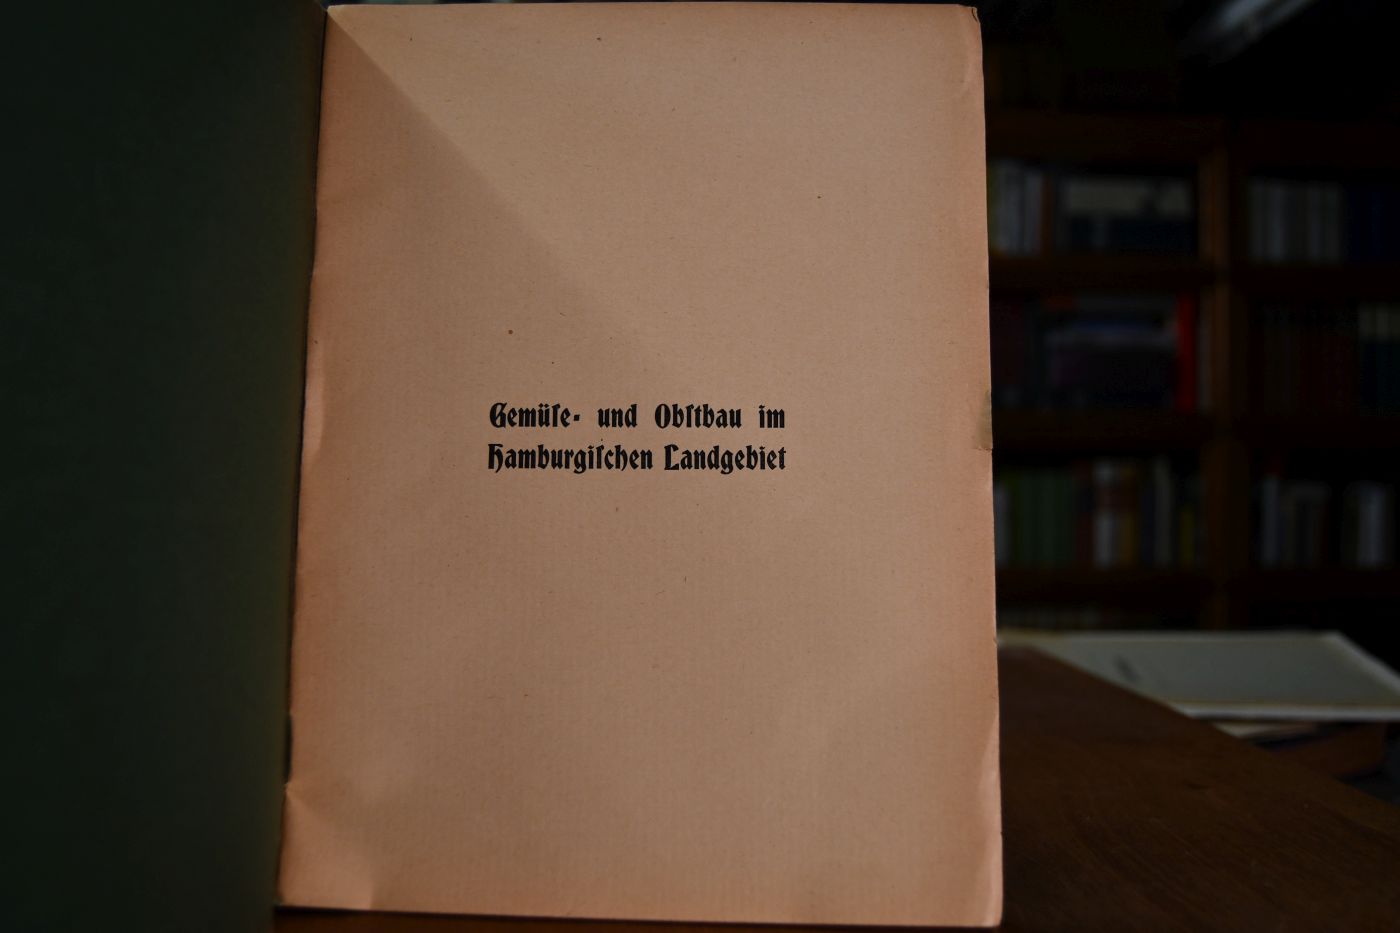 Gemüſe- und Obſtbau im
Hamburgiſchen Landgebiet